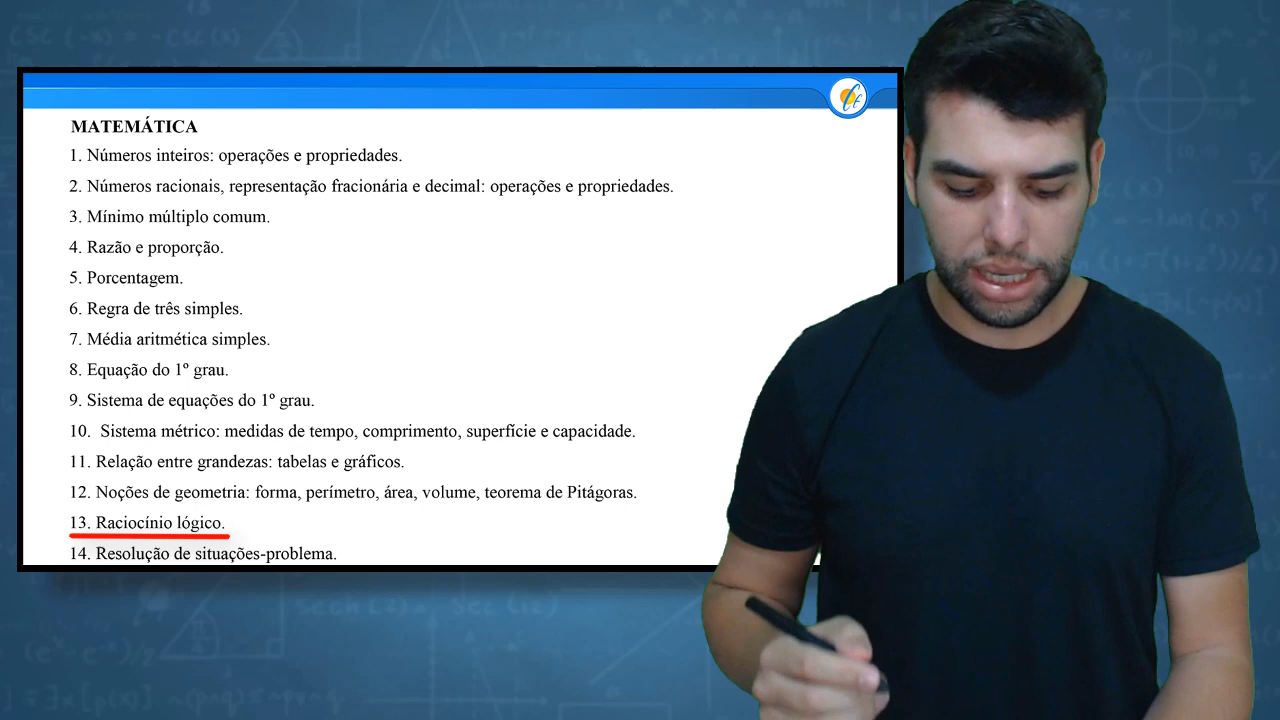 MATEMÁTICA
1. Números inteiros: operações e propriedades.
2. Números racionais, representação fracionária e decimal: operações e propriedades.
3. Mínimo múltiplo comum.
4. Razão e proporção.
5. Porcentagem.
6. Regra de três simples.
7. Média aritmética simples.
8. Equação do 1º grau.
9. Sistema de equações do 1º grau.
10. Sistema métrico: medidas de tempo, comprimento, superfície e capacidade.
11. Relação entre grandezas: tabelas e gráficos.
12. Noções de geometria: forma, perímetro, área, volume, teorema de Pitágoras.
13. Raciocínio lógico.
14. Resolução de situações-problema.